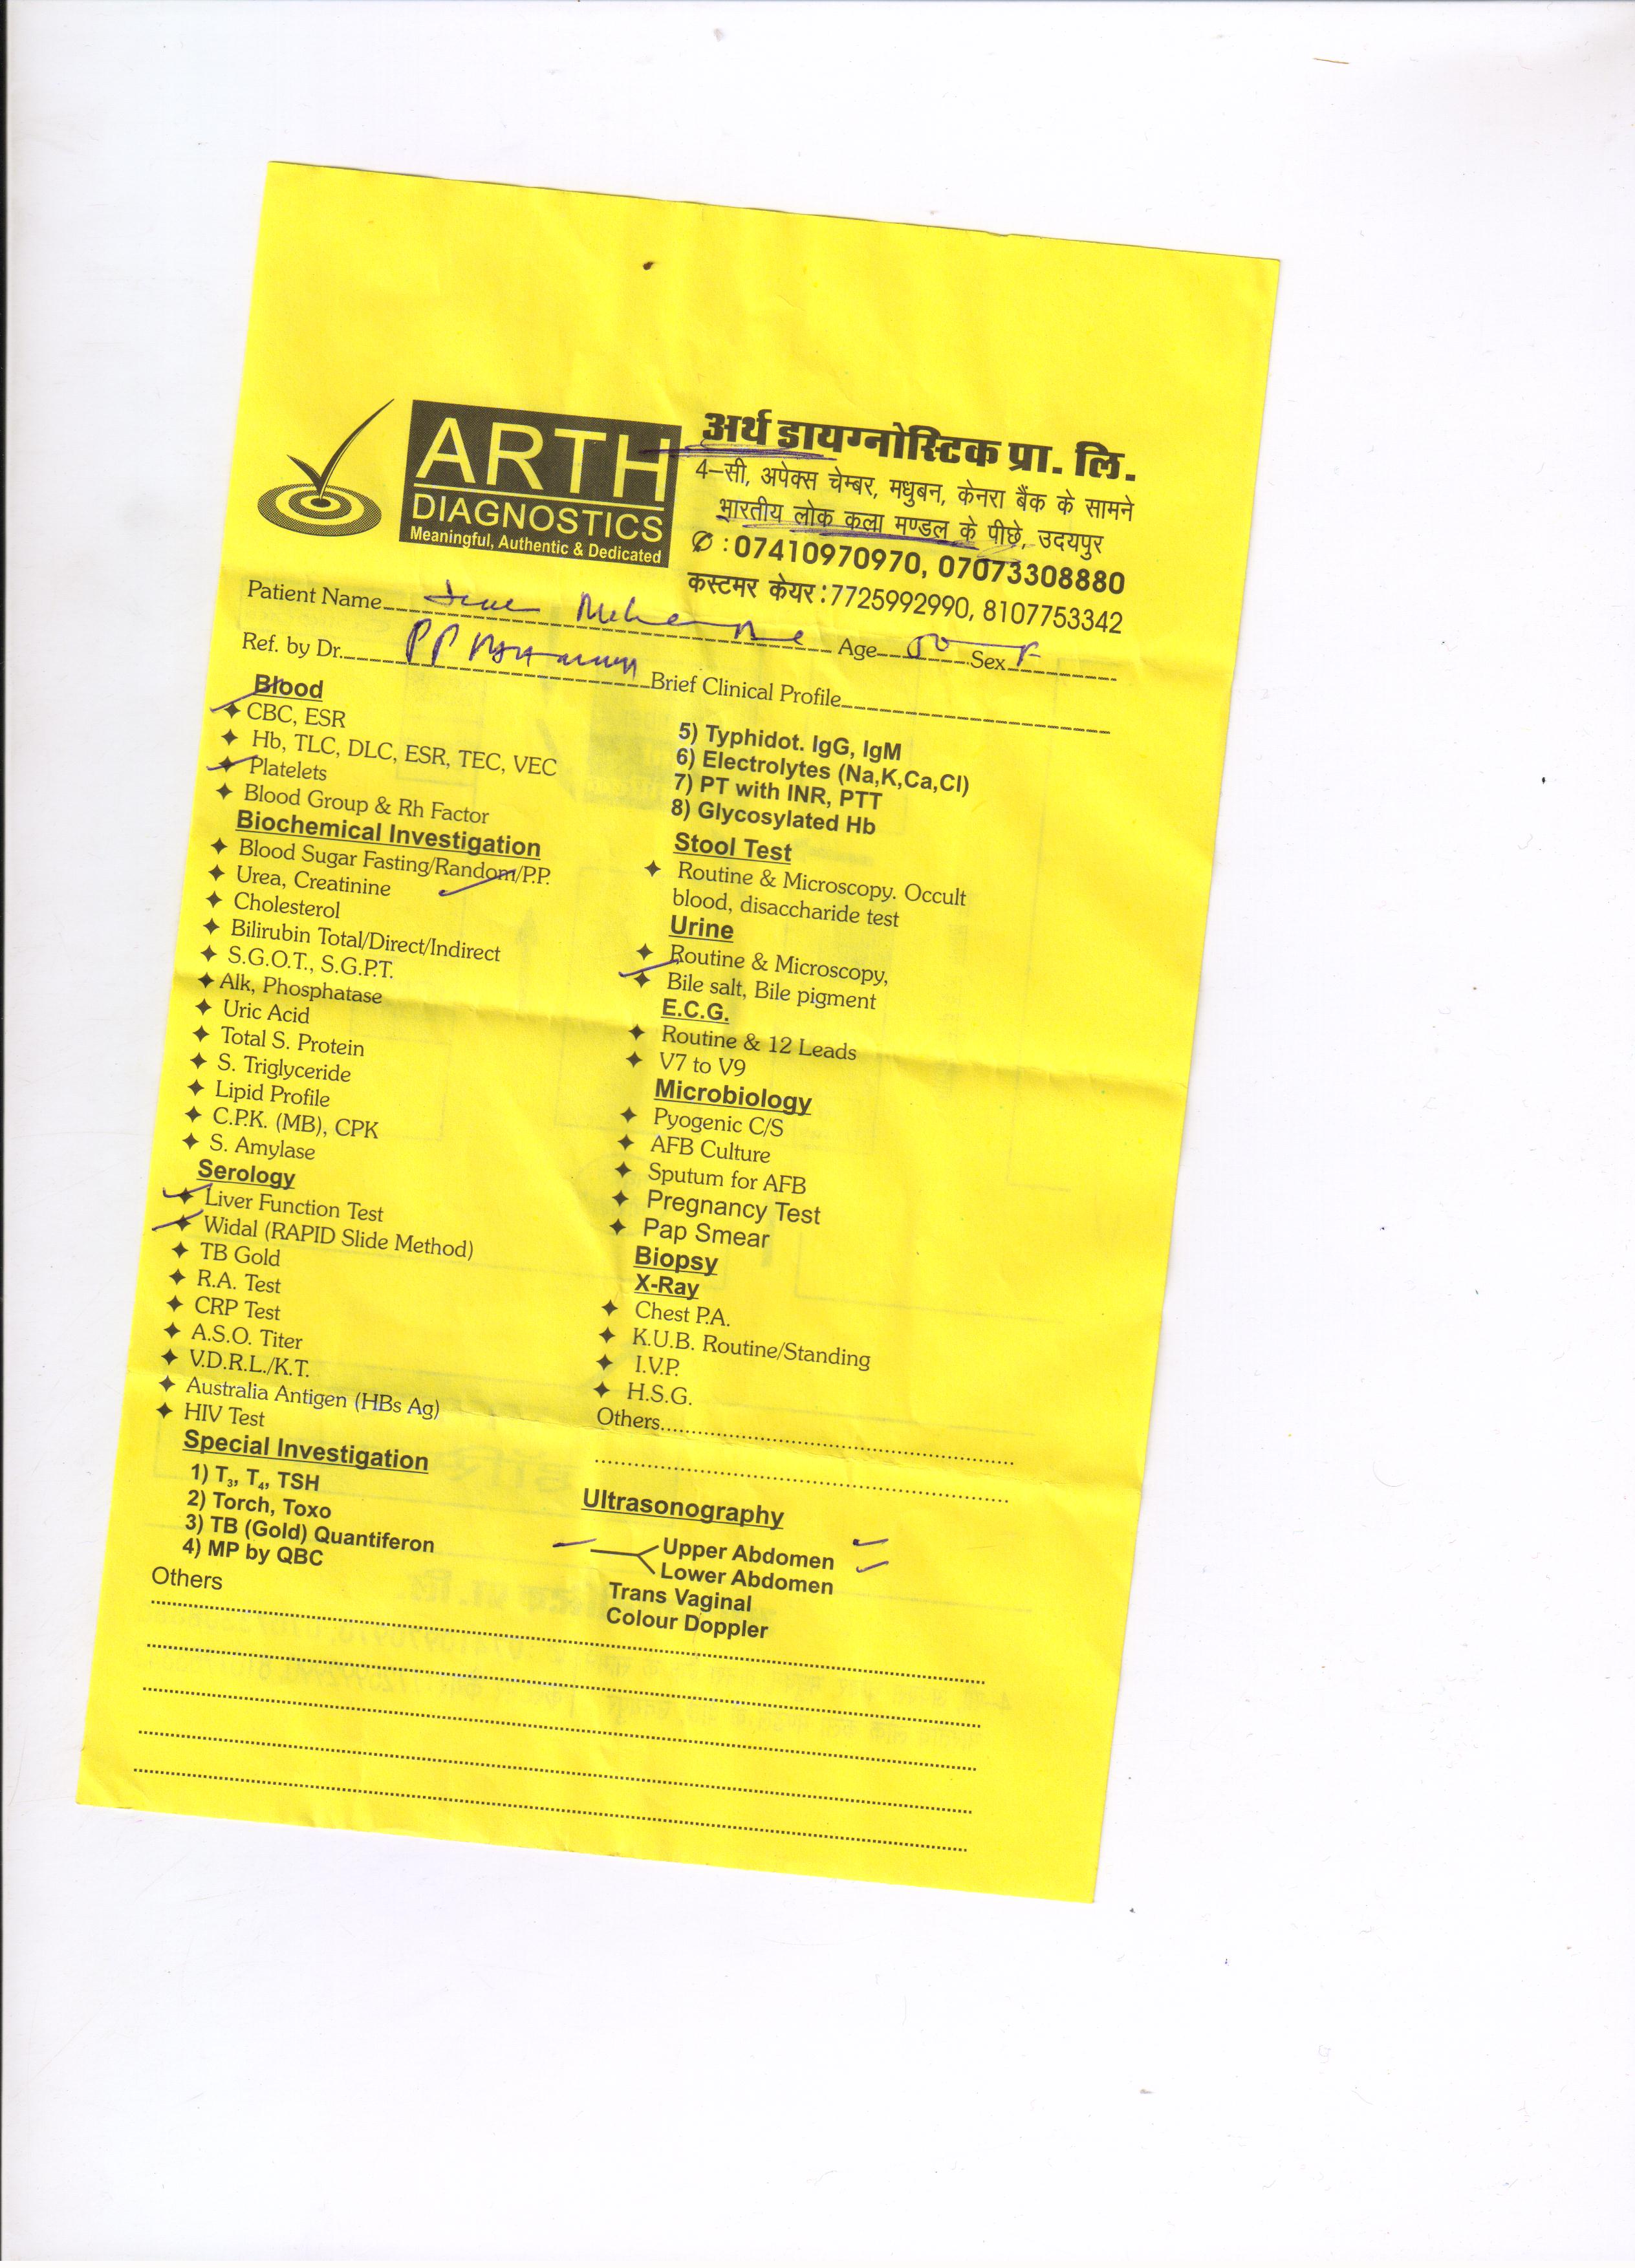 ARTH
DIAGNOSTICS
Meaningful, Authentic & Dedicated
अर्थ डायग्नोस्टिक प्रा. लि.
4–सी, अपेक्स चेम्बर, मधुबन, केनरा बैंक के सामने
भारतीय लोक कला मण्डल के पीछे, उदयपुर
✆ : 07410970970, 07073308880
कस्टमर केयर : 7725992990, 8107753342
Patient Name Age Sex
Ref. by Dr. Brief Clinical Profile
Blood
CBC, ESR
Hb, TLC, DLC, ESR, TEC, VEC
Platelets
Blood Group & Rh Factor
Biochemical Investigation
Blood Sugar Fasting/Random/P.P.
Urea, Creatinine
Cholesterol
Bilirubin Total/Direct/Indirect
S.G.O.T., S.G.P.T.
Alk, Phosphatase
Uric Acid
Total S. Protein
S. Triglyceride
Lipid Profile
C.P.K. (MB), CPK
S. Amylase
Serology
Liver Function Test
Widal (RAPID Slide Method)
TB Gold
R.A. Test
CRP Test
A.S.O. Titer
V.D.R.L./K.T.
Australia Antigen (HBs Ag)
HIV Test
Special Investigation
1) T3, T4, TSH
2) Torch, Toxo
3) TB (Gold) Quantiferon
4) MP by QBC
Others
5) Typhidot. IgG, IgM
6) Electrolytes (Na,K,Ca,Cl)
7) PT with INR, PTT
8) Glycosylated Hb
Stool Test
Routine & Microscopy. Occult
blood, disaccharide test
Urine
Routine & Microscopy,
Bile salt, Bile pigment
E.C.G.
Routine & 12 Leads
V7 to V9
Microbiology
Pyogenic C/S
AFB Culture
Sputum for AFB
Pregnancy Test
Pap Smear
Biopsy
X-Ray
Chest P.A.
K.U.B. Routine/Standing
I.V.P.
H.S.G.
Others
Ultrasonography
Upper Abdomen
Lower Abdomen
Trans Vaginal
Colour Doppler